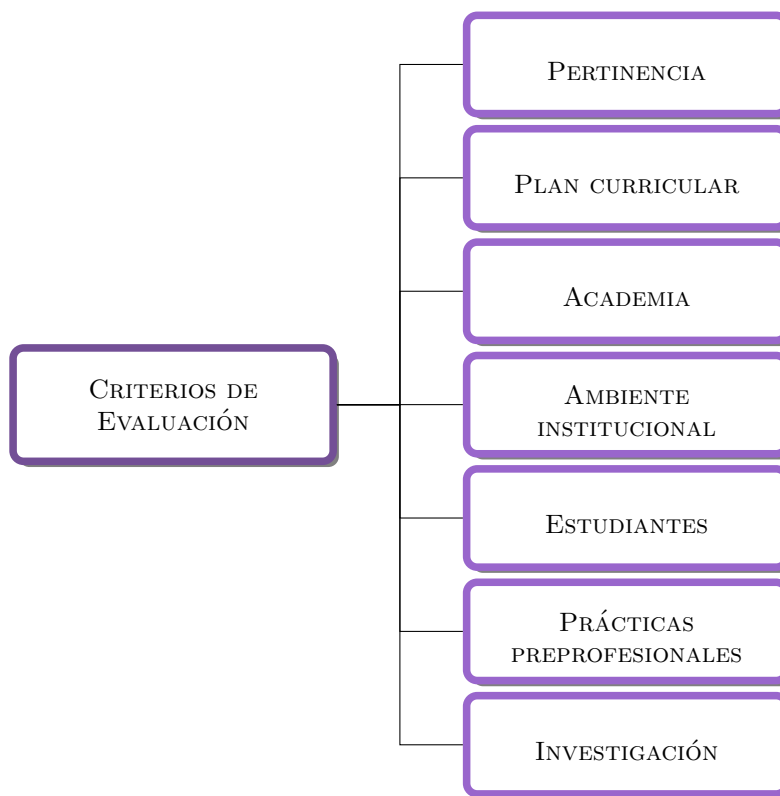 Pertinencia
Plan curricular
Academia
Criterios de
Evaluación
Ambiente
institucional
Estudiantes
Prácticas
preprofesionales
Investigación